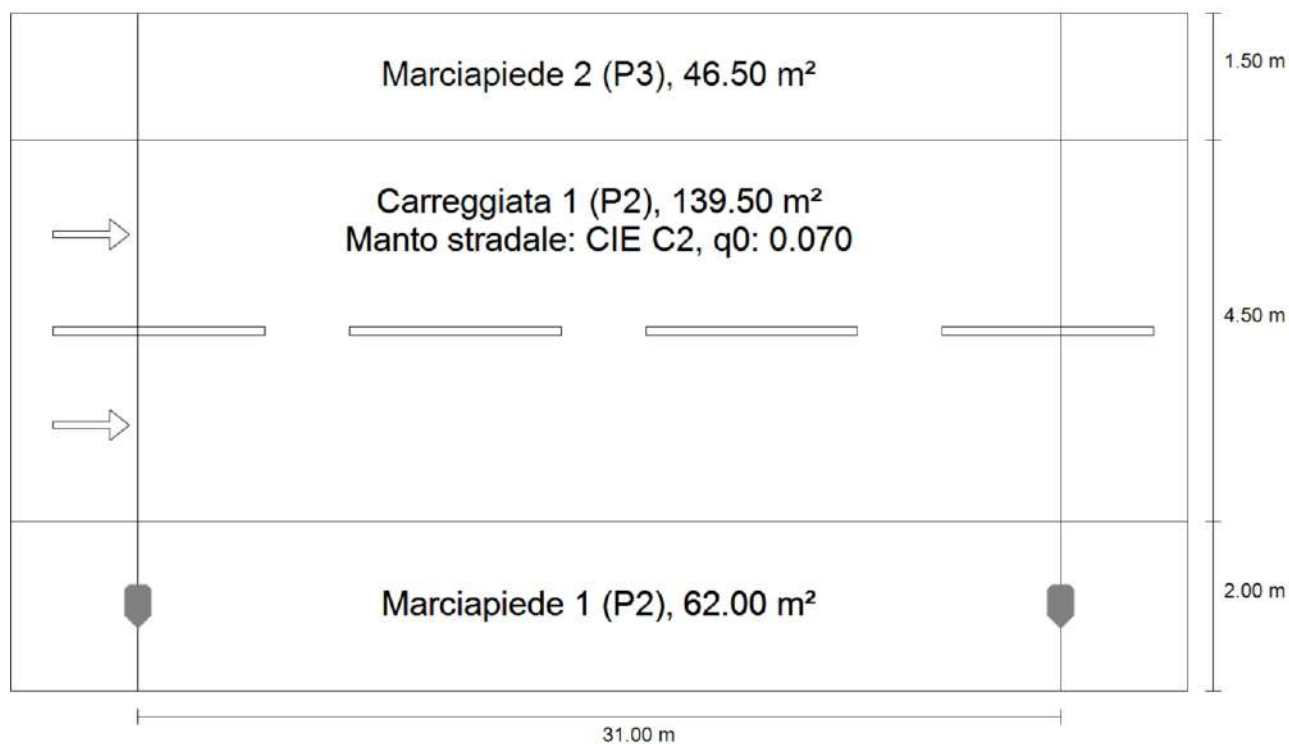 Marciapiede 2 (P3), 46.50 m²
1.50 m
Carreggiata 1 (P2), 139.50 m²
Manto stradale: CIE C2, q0: 0.070
4.50 m
Marciapiede 1 (P2), 62.00 m²
2.00 m
31.00 m